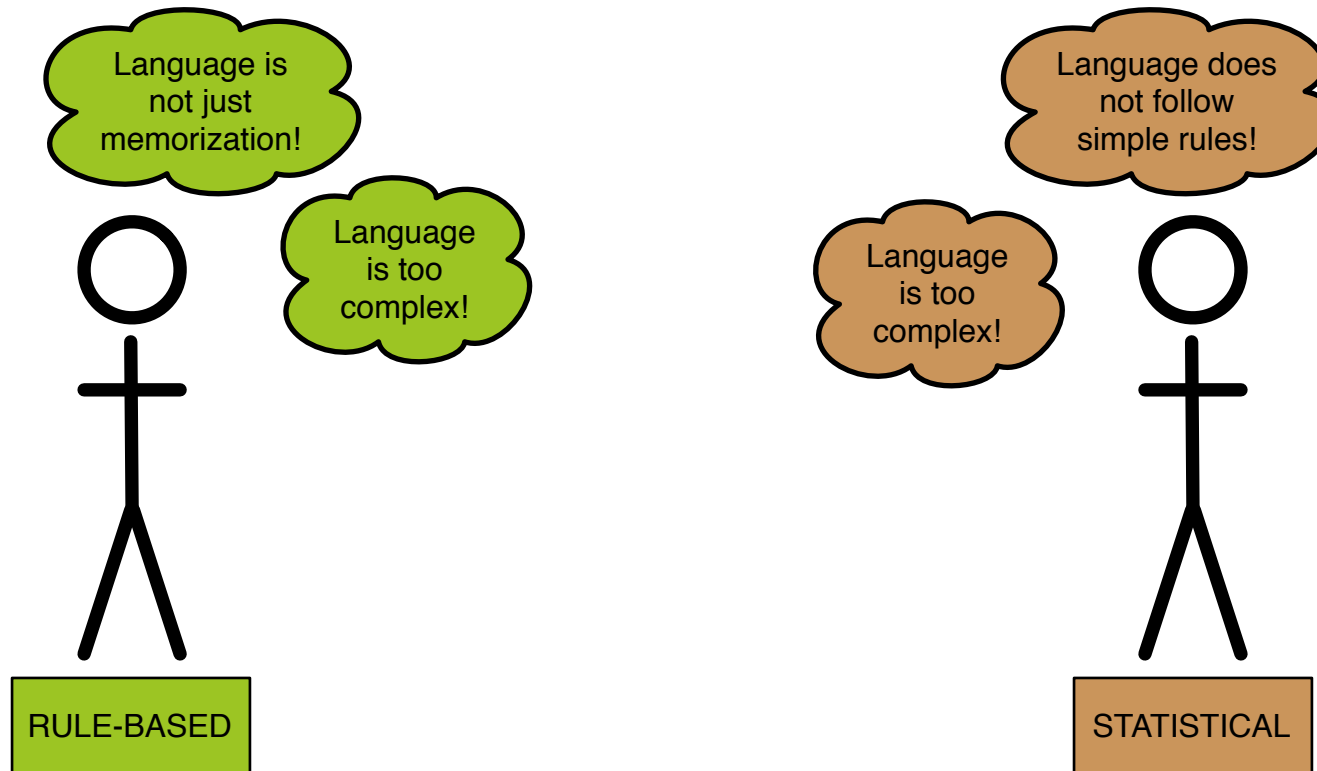 Language is
not just
memorization!
Language
is too
complex!
RULE-BASED
Language does
not follow
simple rules!
Language
is too
complex!
STATISTICAL